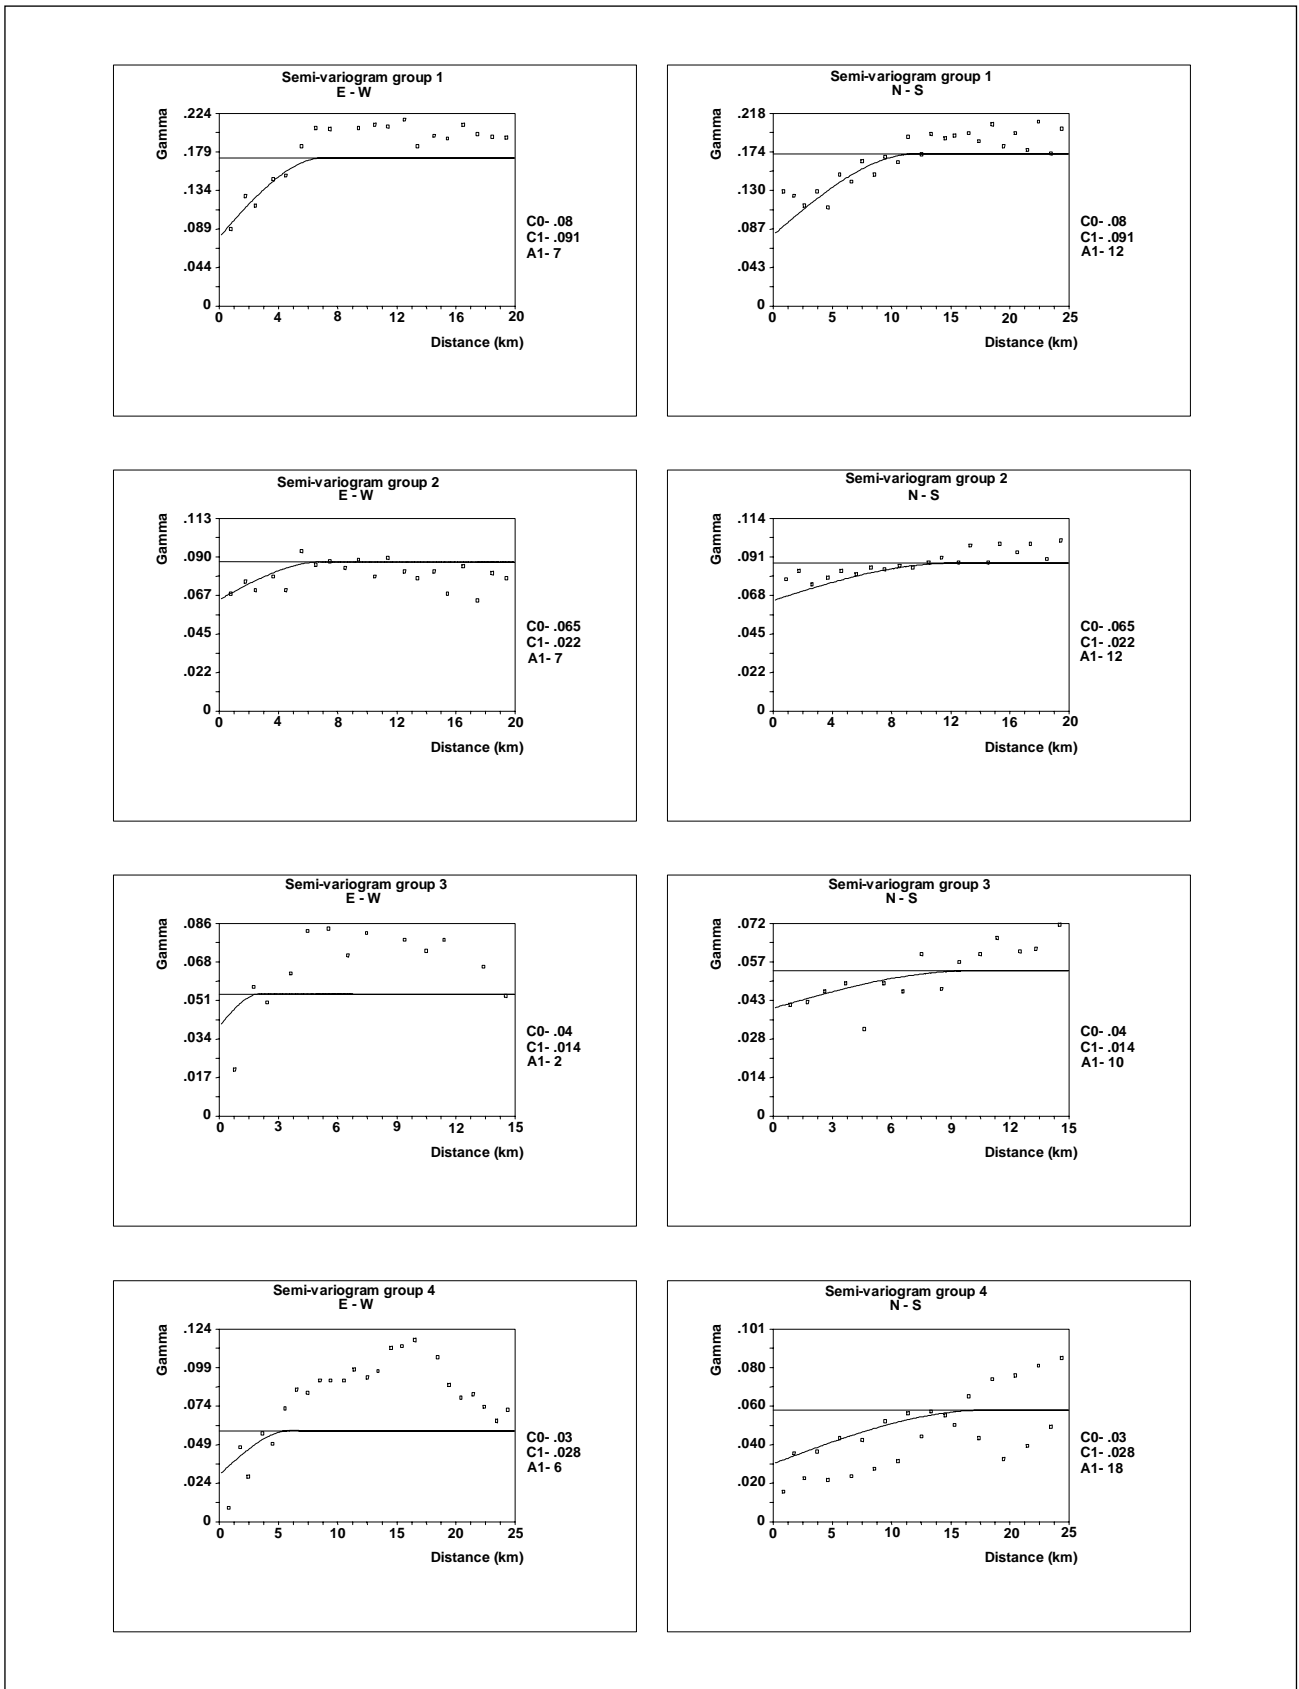 Semi-variogram group 1
E - W
Gamma
.224
.179
.134
.089
.044
0
0 4 8 12 16 20
Distance (km)
C0- .08
C1- .091
A1- 7
Semi-variogram group 1
N - S
Gamma
.218
.174
.130
.087
.043
0
0 5 10 15 20 25
Distance (km)
C0- .08
C1- .091
A1- 12
Semi-variogram group 2
E - W
Gamma
.113
.090
.067
.045
.022
0
0 4 8 12 16 20
Distance (km)
C0- .065
C1- .022
A1- 7
Semi-variogram group 2
N - S
Gamma
.114
.091
.068
.045
.022
0
0 4 8 12 16 20
Distance (km)
C0- .065
C1- .022
A1- 12
Semi-variogram group 3
E - W
Gamma
.086
.068
.051
.034
.017
0
0 3 6 9 12 15
Distance (km)
C0- .04
C1- .014
A1- 2
Semi-variogram group 3
N - S
Gamma
.072
.057
.043
.028
.014
0
0 3 6 9 12 15
Distance (km)
C0- .04
C1- .014
A1- 10
Semi-variogram group 4
E - W
Gamma
.124
.099
.074
.049
.024
0
0 5 10 15 20 25
Distance (km)
C0- .03
C1- .028
A1- 6
Semi-variogram group 4
N - S
Gamma
.101
.080
.060
.040
.020
0
0 5 10 15 20 25
Distance (km)
C0- .03
C1- .028
A1- 18